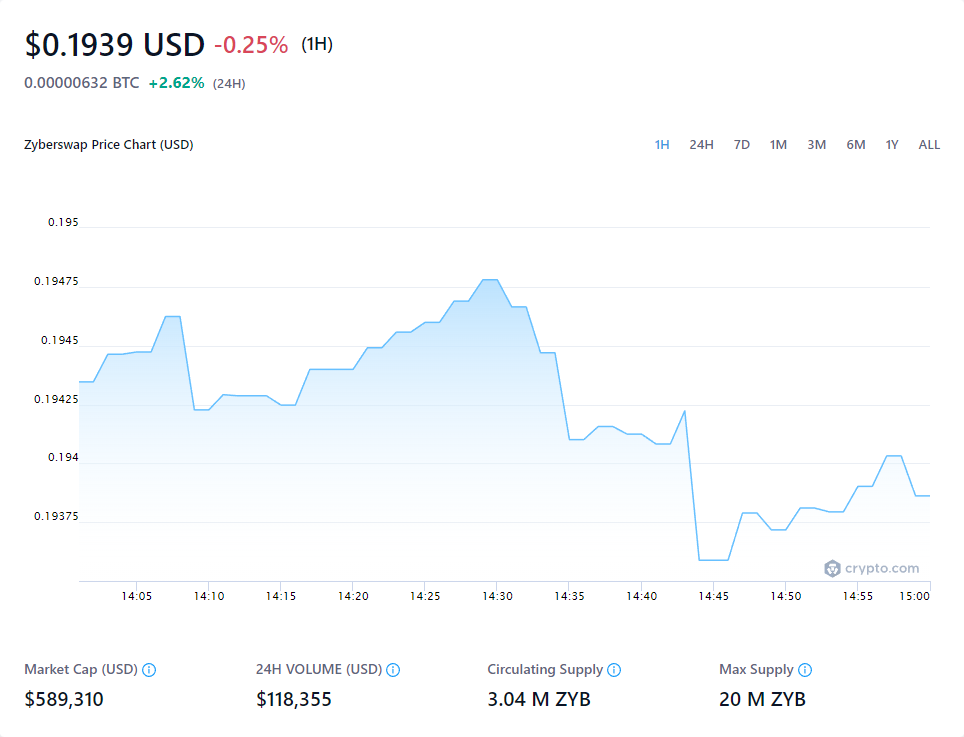 $0.1939 USD -0.25% (1H)
0.00000632 BTC +2.62% (24H)
Zyberswap Price Chart (USD)
1H 24H 7D 1M 3M 6M 1Y ALL
0.195
0.19475
0.1945
0.19425
0.194
0.19375
crypto.com
14:05 14:10 14:15 14:20 14:25 14:30 14:35 14:40 14:45 14:50 14:55 15:00
Market Cap (USD) 24H VOLUME (USD) Circulating Supply Max Supply
$589,310 $118,355 3.04 M ZYB 20 M ZYB